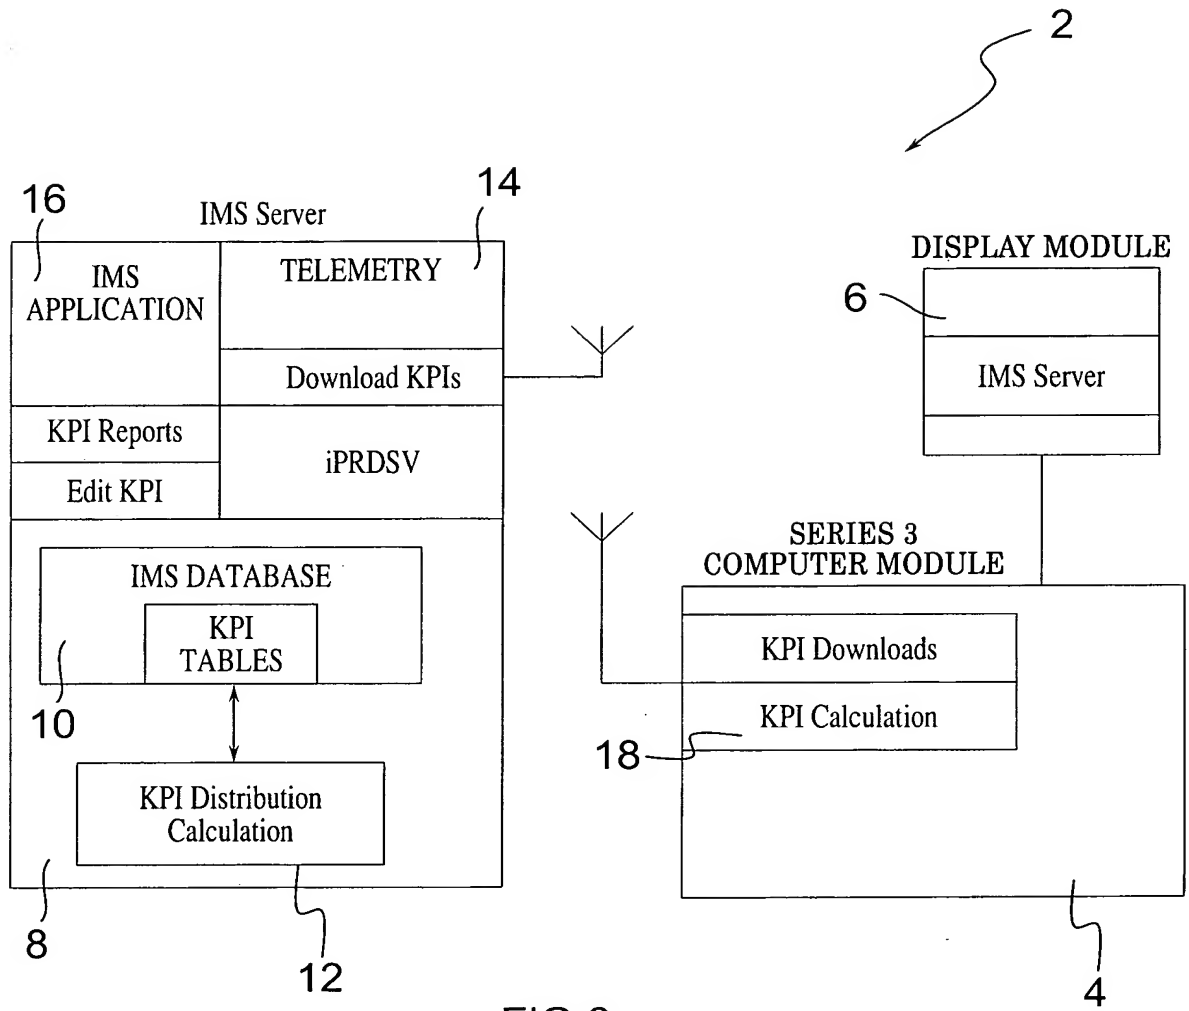 2
16
IMS Server
14
IMS
APPLICATION
TELEMETRY
Download KPIs
KPI Reports
Edit KPI
iPRDSV
IMS DATABASE
KPI
TABLES
10
KPI Distribution
Calculation
8
12
DISPLAY MODULE
6
IMS Server
SERIES 3
COMPUTER MODULE
KPI Downloads
KPI Calculation
18
4